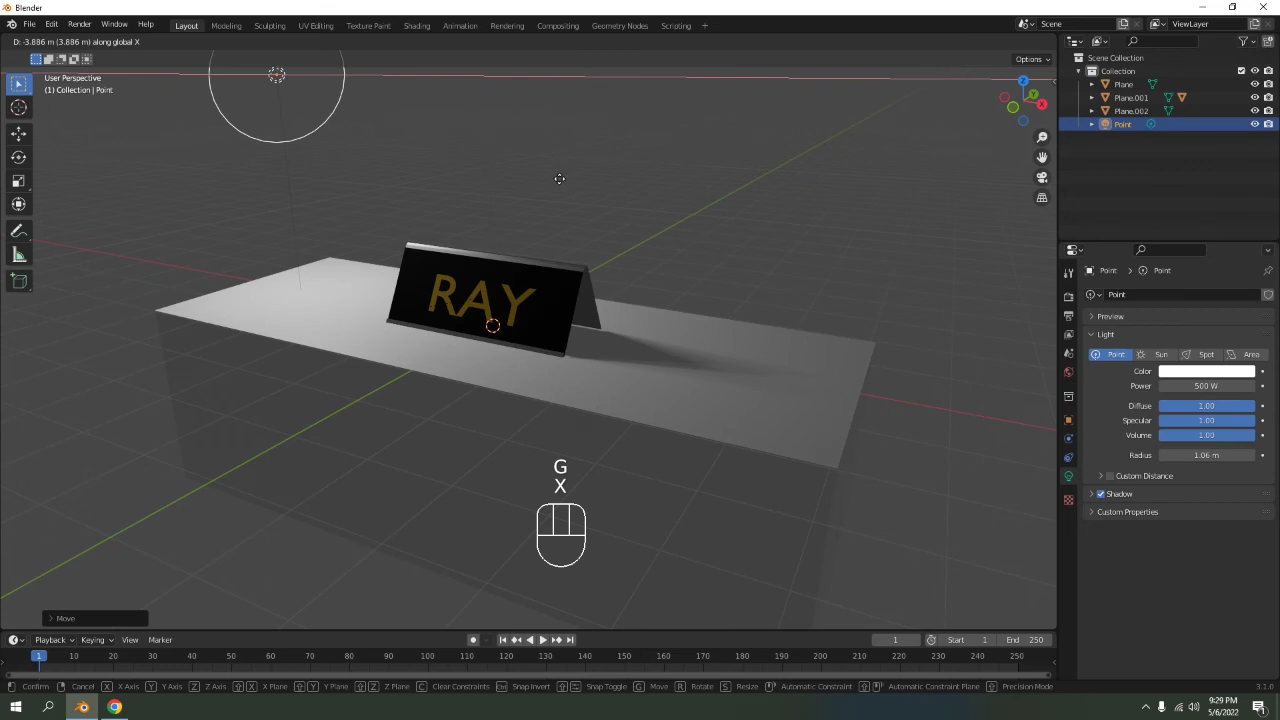 Blender
File Edit Render Window Help Layout Modeling Sculpting UV Editing Texture Paint Shading Animation Rendering Compositing Geometry Nodes Scripting + Scene ViewLayer
D: -3.886 m (3.886 m) along global X
Options
User Perspective
(1) Collection | Point
Z
Y
X
RAY
G
X
Move
Scene Collection
Collection
Plane
Plane.001
Plane.002
Point
Point Point
Point
Preview
Light
Point Sun Spot Area
Color
Power 500 W
Diffuse 1.00
Specular 1.00
Volume 1.00
Radius 1.06 m
Custom Distance
Shadow
Custom Properties
Playback Keying View Marker 1 Start 1 End 250
1 10 20 30 40 50 60 70 80 90 100 110 120 130 140 150 160 170 180 190 200 210 220 230 240 250
Confirm Cancel X X Axis Y Y Axis Z Z Axis X X Plane Y Y Plane Z Z Plane C Clear Constraints Snap Invert Snap Toggle G Move R Rotate S Resize Automatic Constraint Automatic Constraint Plane Precision Mode
3.1.0
9:29 PM
5/6/2022